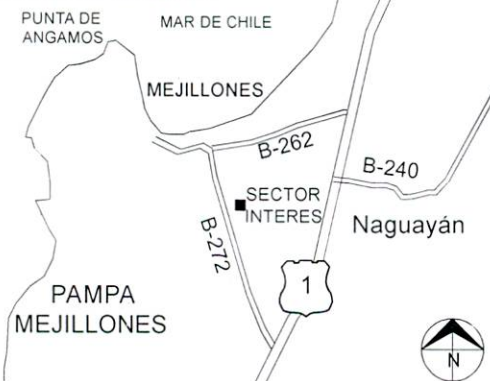 PUNTA DE
ANGAMOS
MAR DE CHILE
MEJILLONES
B-262
B-240
SECTOR
INTERES
Naguayán
B-272
1
PAMPA
MEJILLONES
N